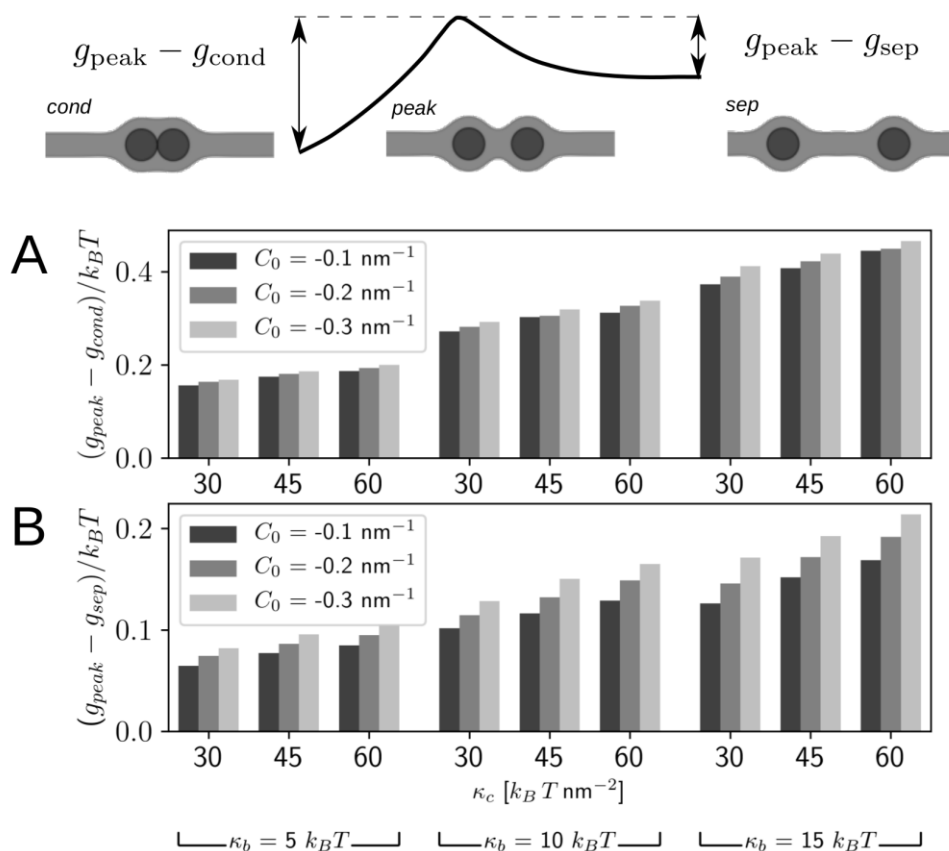 g_peak − g_cond
g_peak − g_sep
cond
peak
sep
A
(g_peak − g_cond)/k_BT
0.4
0.2
0.0
C_0 = -0.1 nm⁻¹
C_0 = -0.2 nm⁻¹
C_0 = -0.3 nm⁻¹
30 45 60 30 45 60 30 45 60
B
(g_peak − g_sep)/k_BT
0.2
0.1
0.0
C_0 = -0.1 nm⁻¹
C_0 = -0.2 nm⁻¹
C_0 = -0.3 nm⁻¹
30 45 60 30 45 60 30 45 60
κ_c [k_B T nm⁻²]
κ_b = 5 k_BT κ_b = 10 k_BT κ_b = 15 k_BT